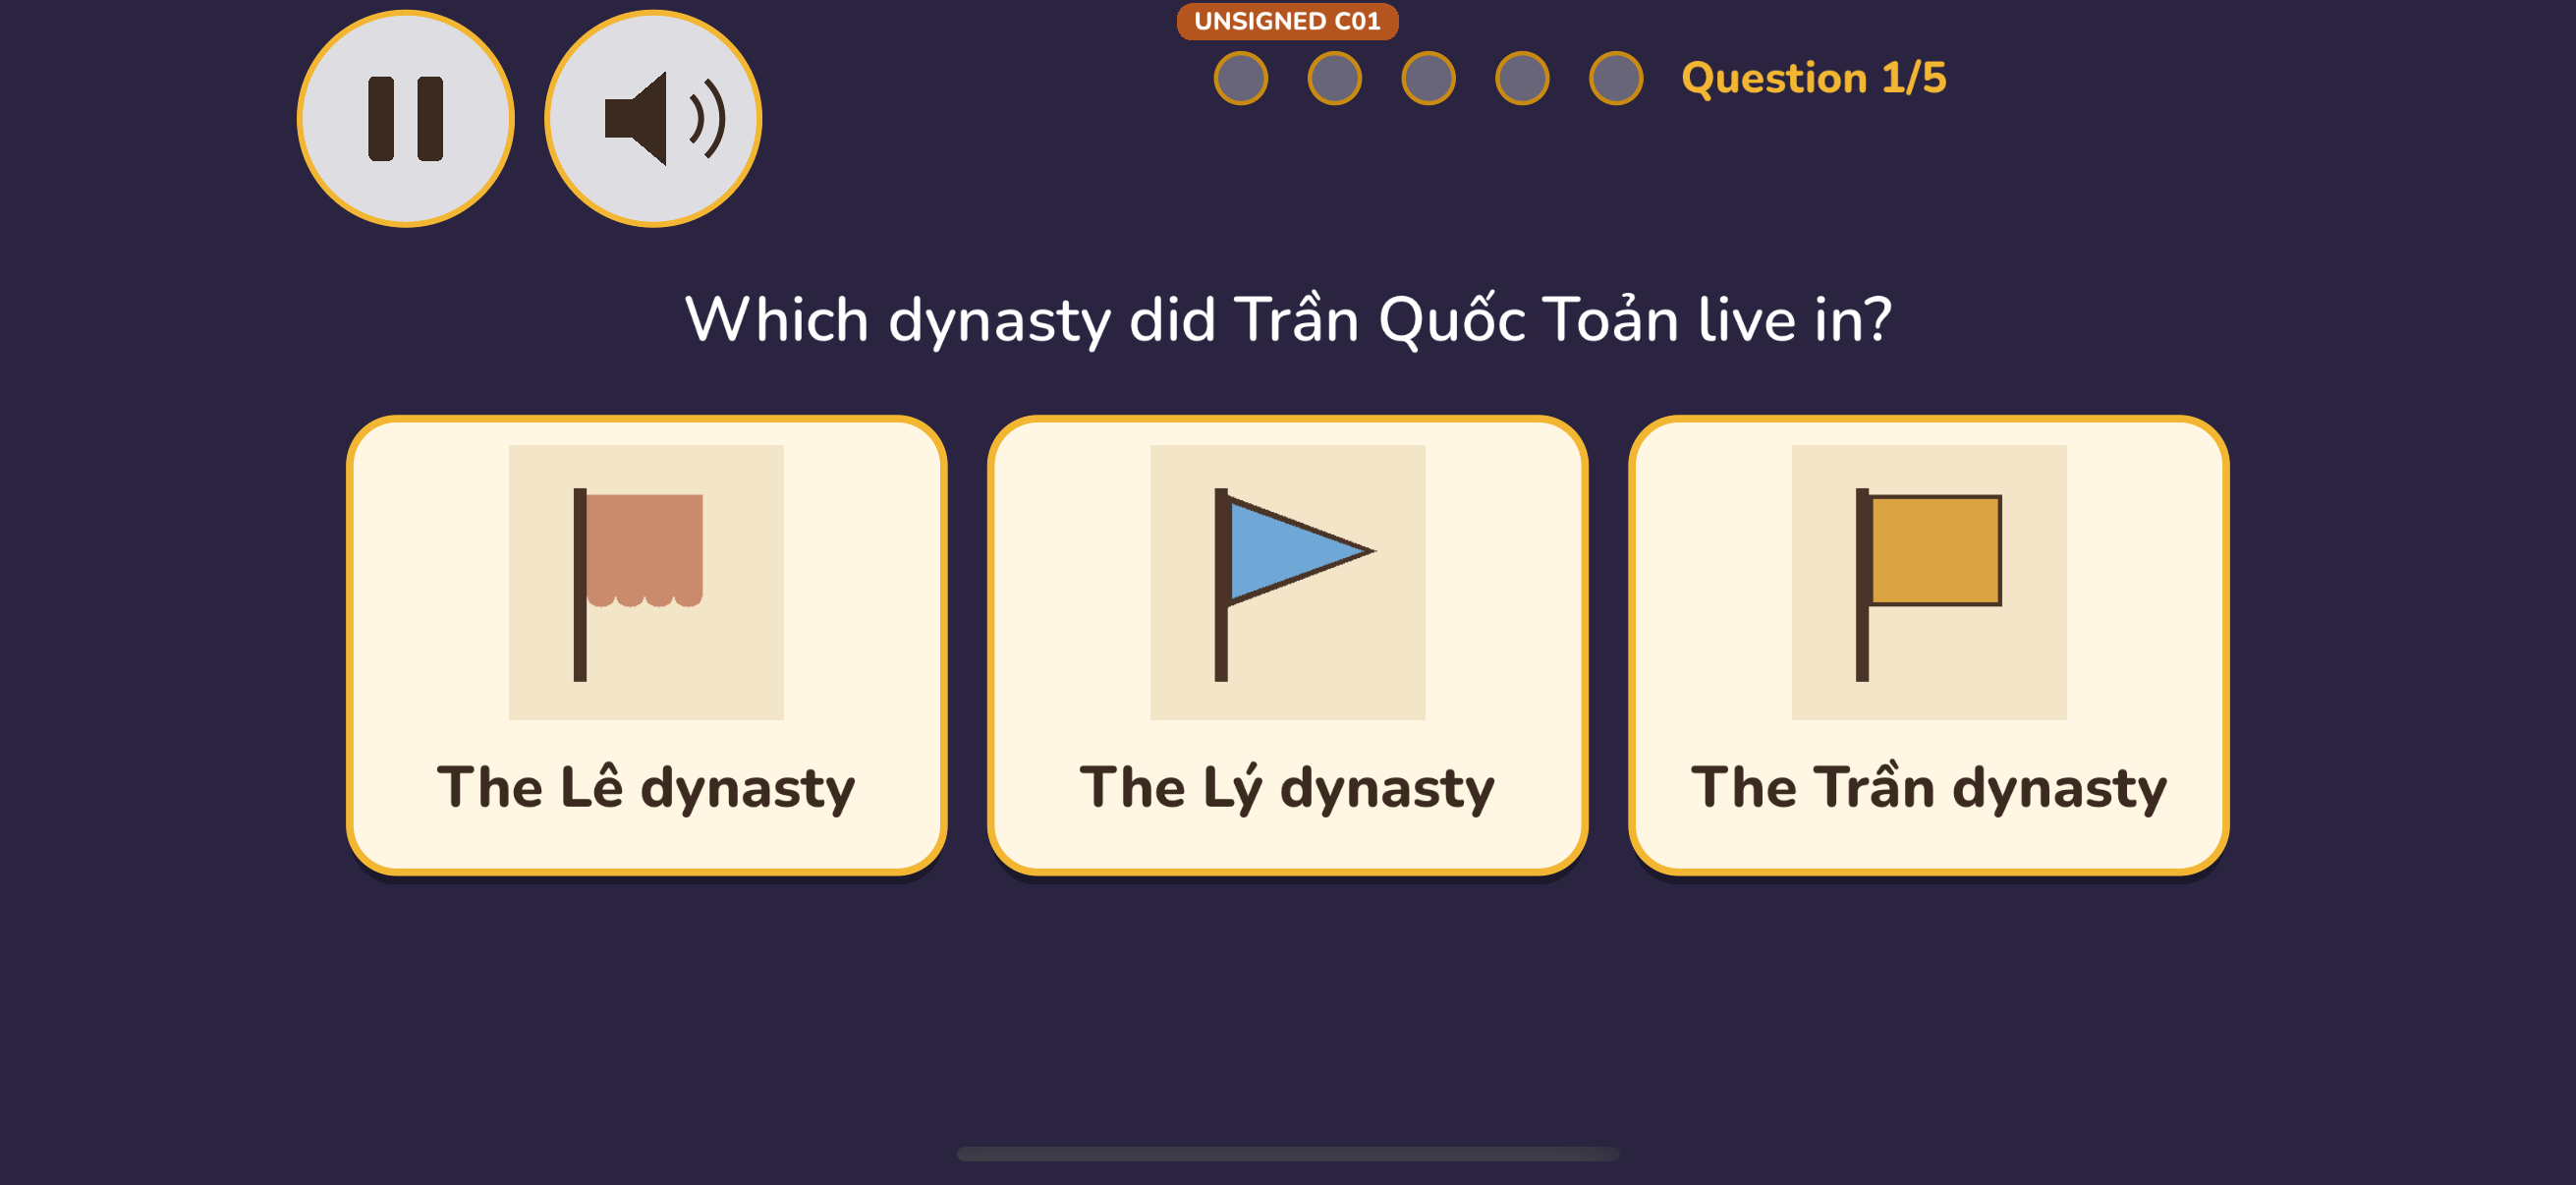 UNSIGNED C01
Question 1/5
Which dynasty did Trần Quốc Toản live in?
The Lê dynasty
The Lý dynasty
The Trần dynasty